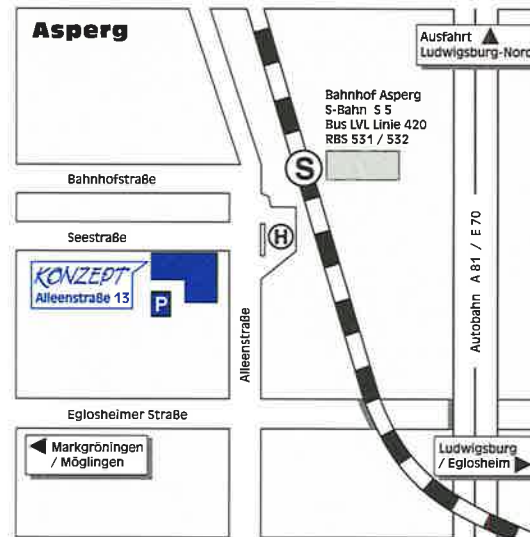 Asperg
Ausfahrt
Ludwigsburg-Nord
Bahnhof Asperg
S-Bahn S 5
Bus LVL Linie 420
RBS 531 / 532
S
Bahnhofstraße
H
Seestraße
KONZEPT
Alleenstraße 13
P
Alleenstraße
Autobahn A 81 / E 70
Eglosheimer Straße
Markgröningen
/ Möglingen
Ludwigsburg
/ Eglosheim